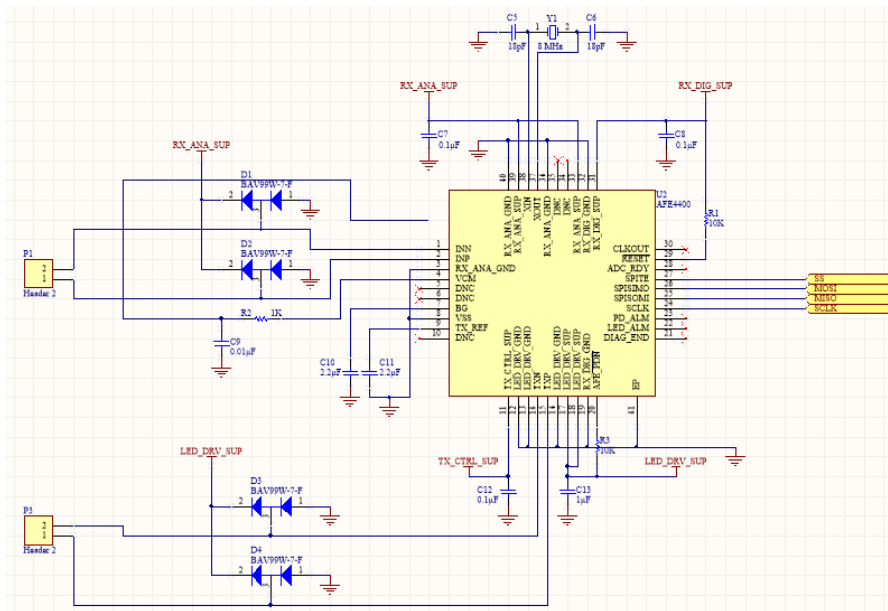 C5
18pF
Y1
1 2
8 MHz
C6
18pF
RX_ANA_SUP
RX_DIG_SUP
C7
0.1µF
C8
0.1µF
RX_ANA_SUP
D1
BAV99W-7-F
2 1
3
D2
BAV99W-7-F
2 1
3
P1
2
1
Header 2
R2 1K
C9
0.01µF
C10
2.2µF
C11
2.2µF
U2
AFE4400
R1
10K
40 RX_ANA_GND
39 RX_ANA_SUP
38 XIN
37 XOUT
36 RX_ANA_GND
35 DNC
34 DNC
33 RX_ANA_SUP
32 RX_DIG_GND
31 RX_DIG_SUP
1 INN
2 INP
3 RX_ANA_GND
4 VCM
5 DNC
6 DNC
7 BG
8 VSS
9 TX_REF
10 DNC
CLKOUT 30
RESET 29
ADC_RDY 28
SPITE 27
SPISIMO 26
SPISOMI 25
SCLK 24
PD_ALM 23
LED_ALM 22
DIAG_END 21
SS
MOSI
MISO
SCLK
TX_CTRL_SUP 11
LED_DRV_GND 12
LED_DRV_GND 13
TXN 14
TXP 15
LED_DRV_GND
LED_DRV_SUP 17
LED_DRV_SUP 18
RX_DIG_GND 19
AFE_PDN 20
EP 41
R3
10K
TX_CTRL_SUP
LED_DRV_SUP
C12
0.1µF
C13
1µF
LED_DRV_SUP
D3
BAV99W-7-F
2 1
3
D4
BAV99W-7-F
2 1
3
P3
2
1
Header 2